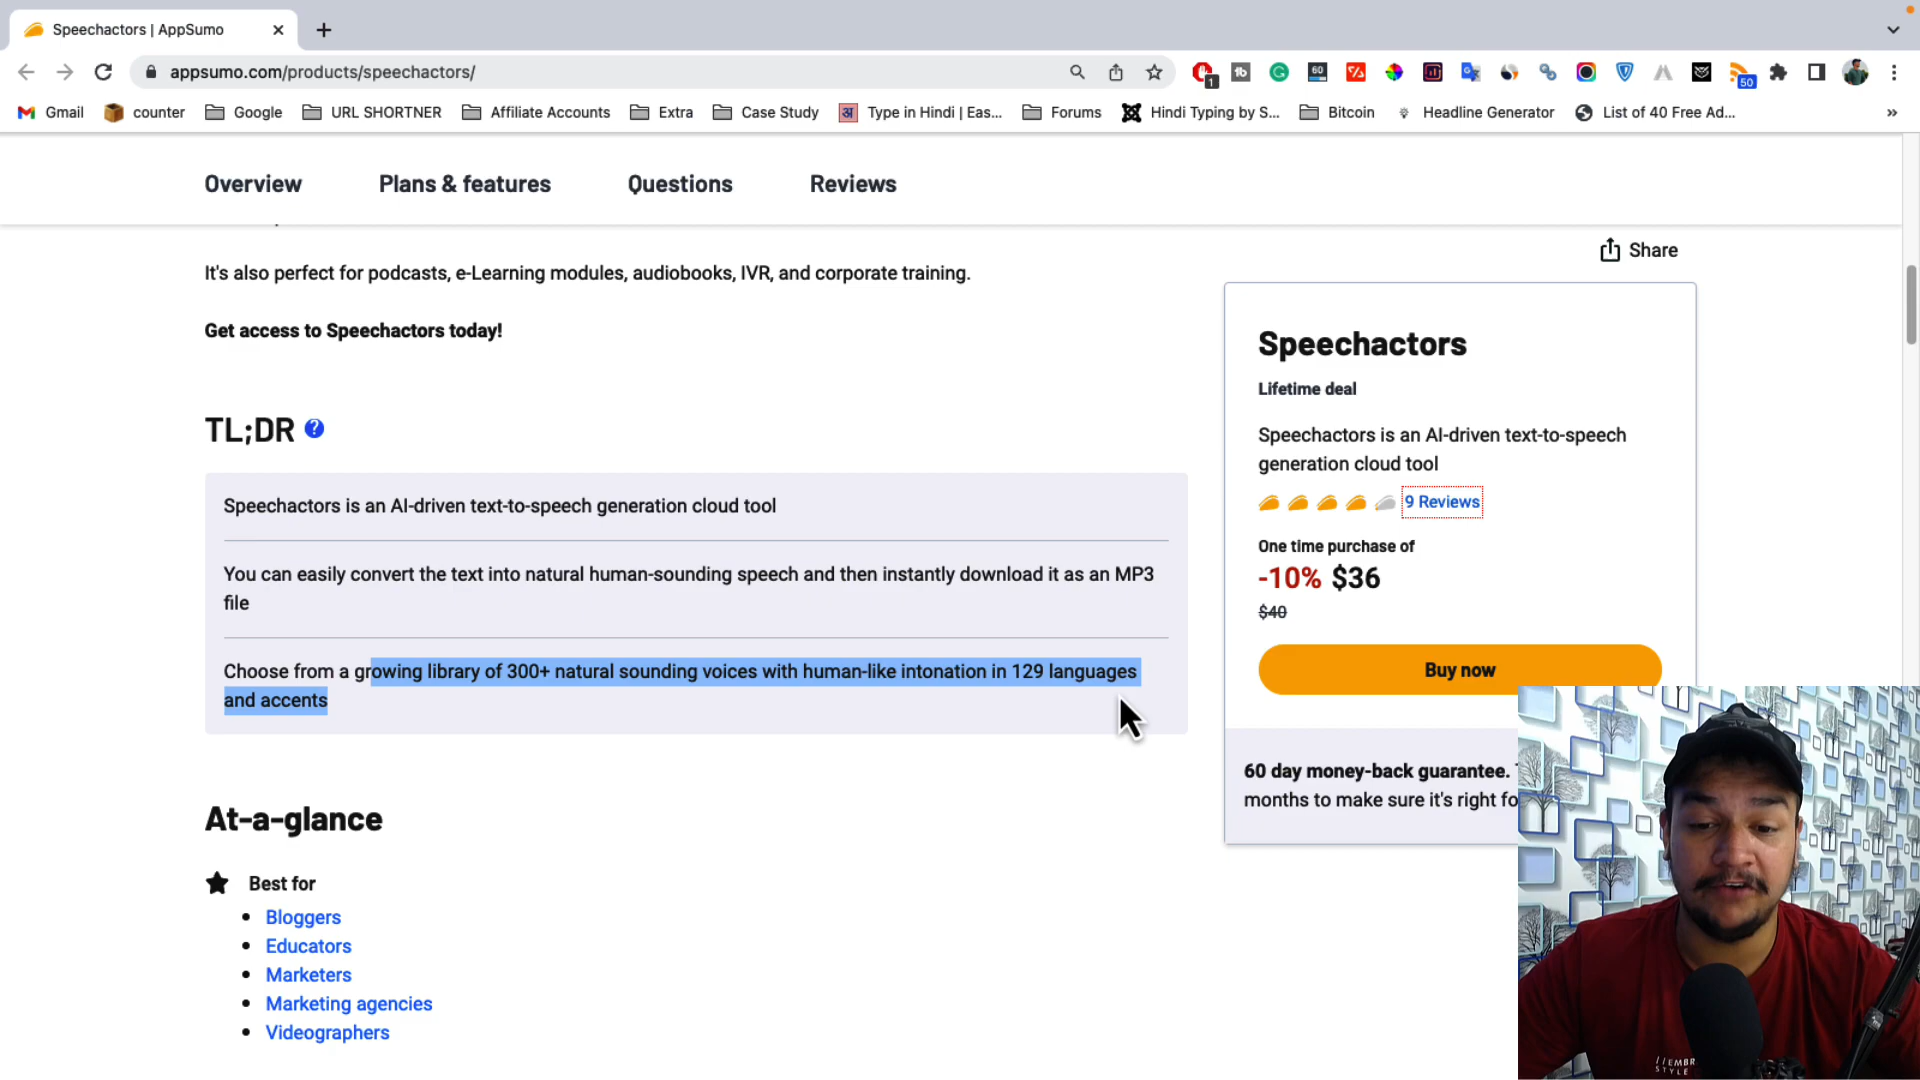 Speechactors | AppSumo
appsumo.com/products/speechactors/
1
60
50
Gmail
counter
Google
URL SHORTNER
Affiliate Accounts
Extra
Case Study
Type in Hindi | Eas...
Forums
Hindi Typing by S...
Bitcoin
Headline Generator
List of 40 Free Ad...
Overview
Plans & features
Questions
Reviews
It's also perfect for podcasts, e-Learning modules, audiobooks, IVR, and corporate training.
Get access to Speechactors today!
TL;DR ?
Speechactors is an AI-driven text-to-speech generation cloud tool
You can easily convert the text into natural human-sounding speech and then instantly download it as an MP3
file
Choose from a growing library of 300+ natural sounding voices with human-like intonation in 129 languages
and accents
At-a-glance
Best for
Bloggers
Educators
Marketers
Marketing agencies
Videographers
Share
Speechactors
Lifetime deal
Speechactors is an AI-driven text-to-speech
generation cloud tool
9 Reviews
One time purchase of
-10% $36
$40
Buy now
60 day money-back guarantee.
months to make sure it's right fo
//EMBR
STYLE